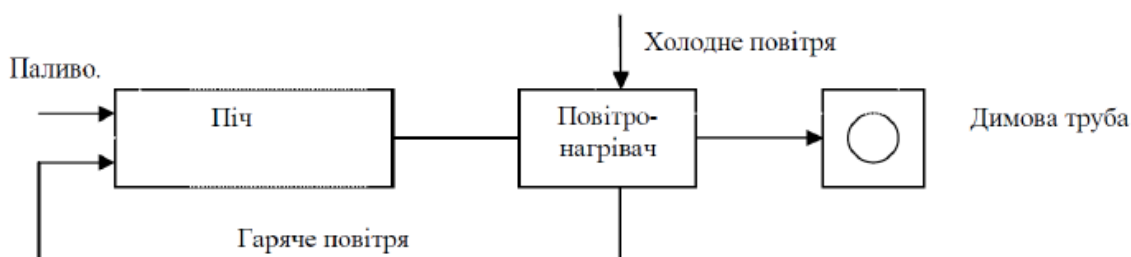 Холодне повітря
Паливо.
Піч
Повітро-
нагрівач
Димова труба
Гаряче повітря